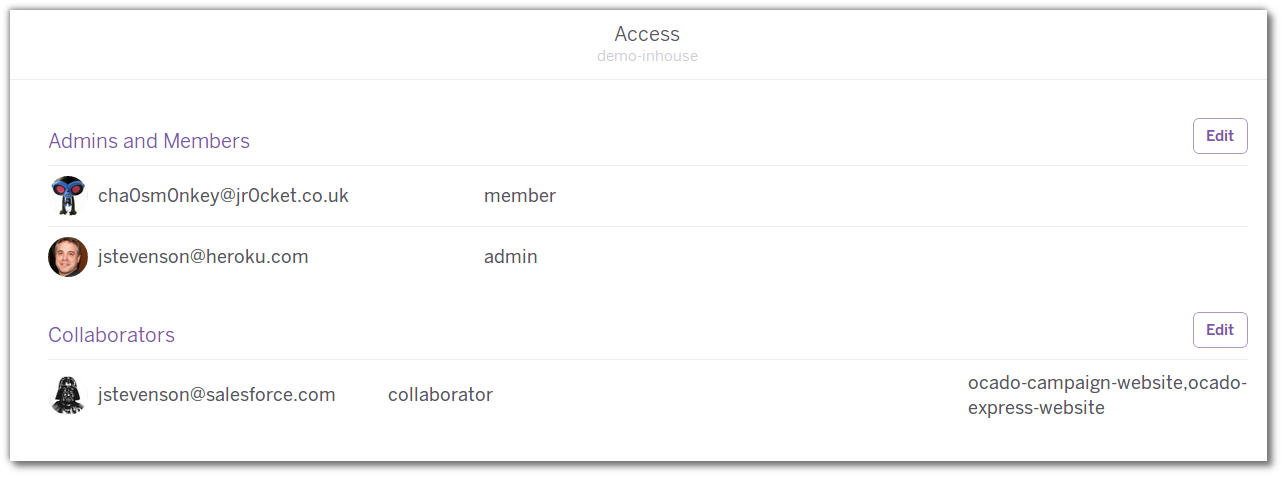 Access
demo-inhouse
Admins and Members
Edit
cha0sm0nkey@jr0cket.co.uk member
jstevenson@heroku.com admin
Collaborators
Edit
jstevenson@salesforce.com collaborator ocado-campaign-website,ocado-
express-website